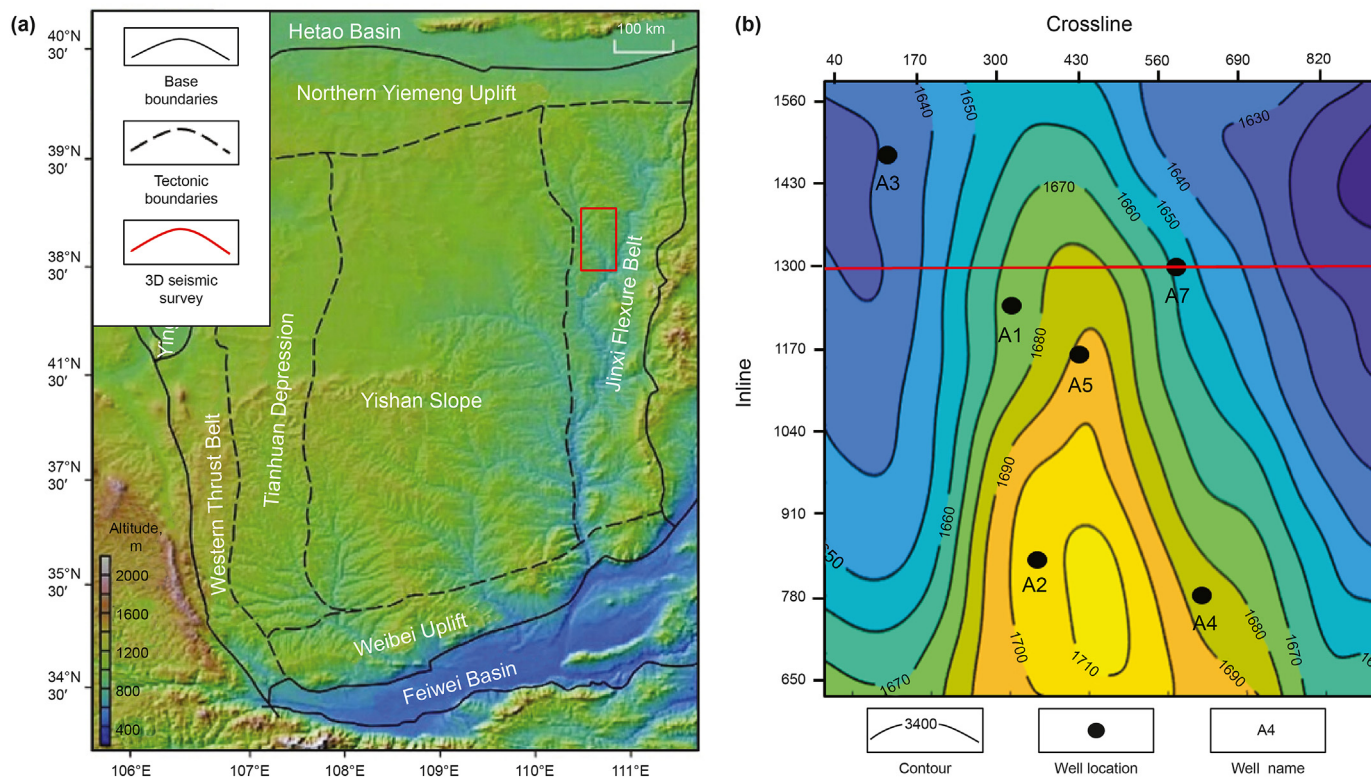 (a)
40°N
30′
39°N
30′
38°N
30′
41°N
30′
37°N
30′
35°N
30′
34°N
30′
Base
boundaries
Tectonic
boundaries
3D seismic
survey
Hetao Basin
100 km
Northern Yiemeng Uplift
Ying
Western Thrust Belt
Tianhuan Depression
Yishan Slope
Jinxi Flexure Belt
Weibei Uplift
Feiwei Basin
Altitude,
m
2000
1600
1200
800
400
106°E
107°E
108°E
109°E
110°E
111°E
(b)
Crossline
40
170
300
430
560
690
820
Inline
1560
1430
1300
1170
1040
910
780
650
1640
1650
1630
1670
1660
1640
1650
1680
1690
1660
50
1670
1700
1710
1680
1690
1670
16
A3
A7
A1
A5
A2
A4
3400
A4
Contour
Well location
Well name